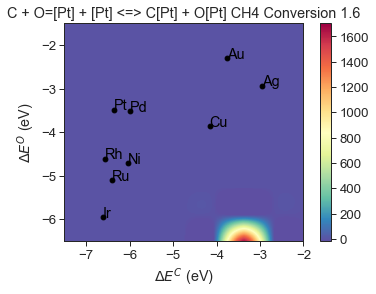 C + O=[Pt] + [Pt] <=> C[Pt] + O[Pt] CH4 Conversion 1.6
−2
−3
−4
−5
−6
ΔE^O (eV)
Au
Ag
Pt
Pd
Cu
Rh
Ni
Ru
Ir
−7
−6
−5
−4
−3
−2
ΔE^C (eV)
1600
1400
1200
1000
800
600
400
200
0